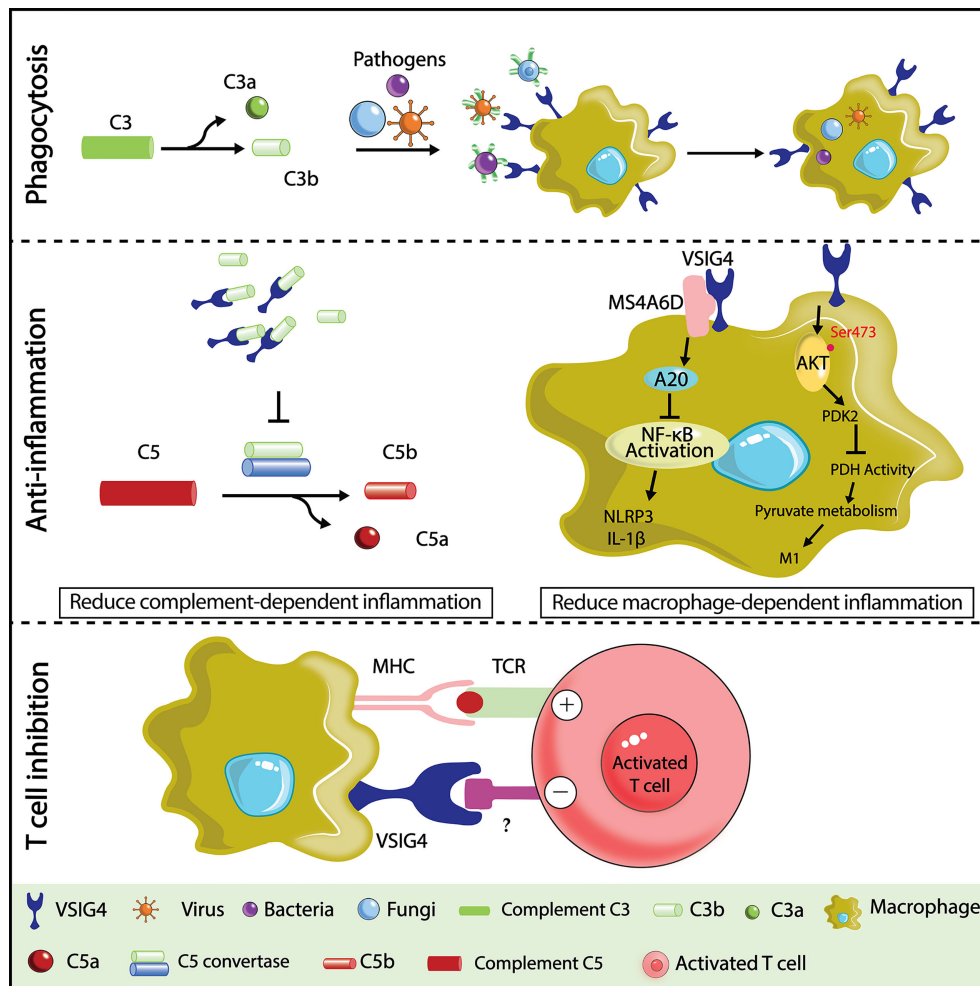 Phagocytosis
C3
C3a
C3b
Pathogens
Anti-inflammation
C5
C5b
C5a
Reduce complement-dependent inflammation
VSIG4
MS4A6D
A20
NF-κB
Activation
NLRP3
IL-1β
Ser473
AKT
PDK2
PDH Activity
Pyruvate metabolism
M1
Reduce macrophage-dependent inflammation
T cell inhibition
MHC
TCR
+
Activated
T cell
−
VSIG4
?
VSIG4
Virus
Bacteria
Fungi
Complement C3
C3b
C3a
Macrophage
C5a
C5 convertase
C5b
Complement C5
Activated T cell